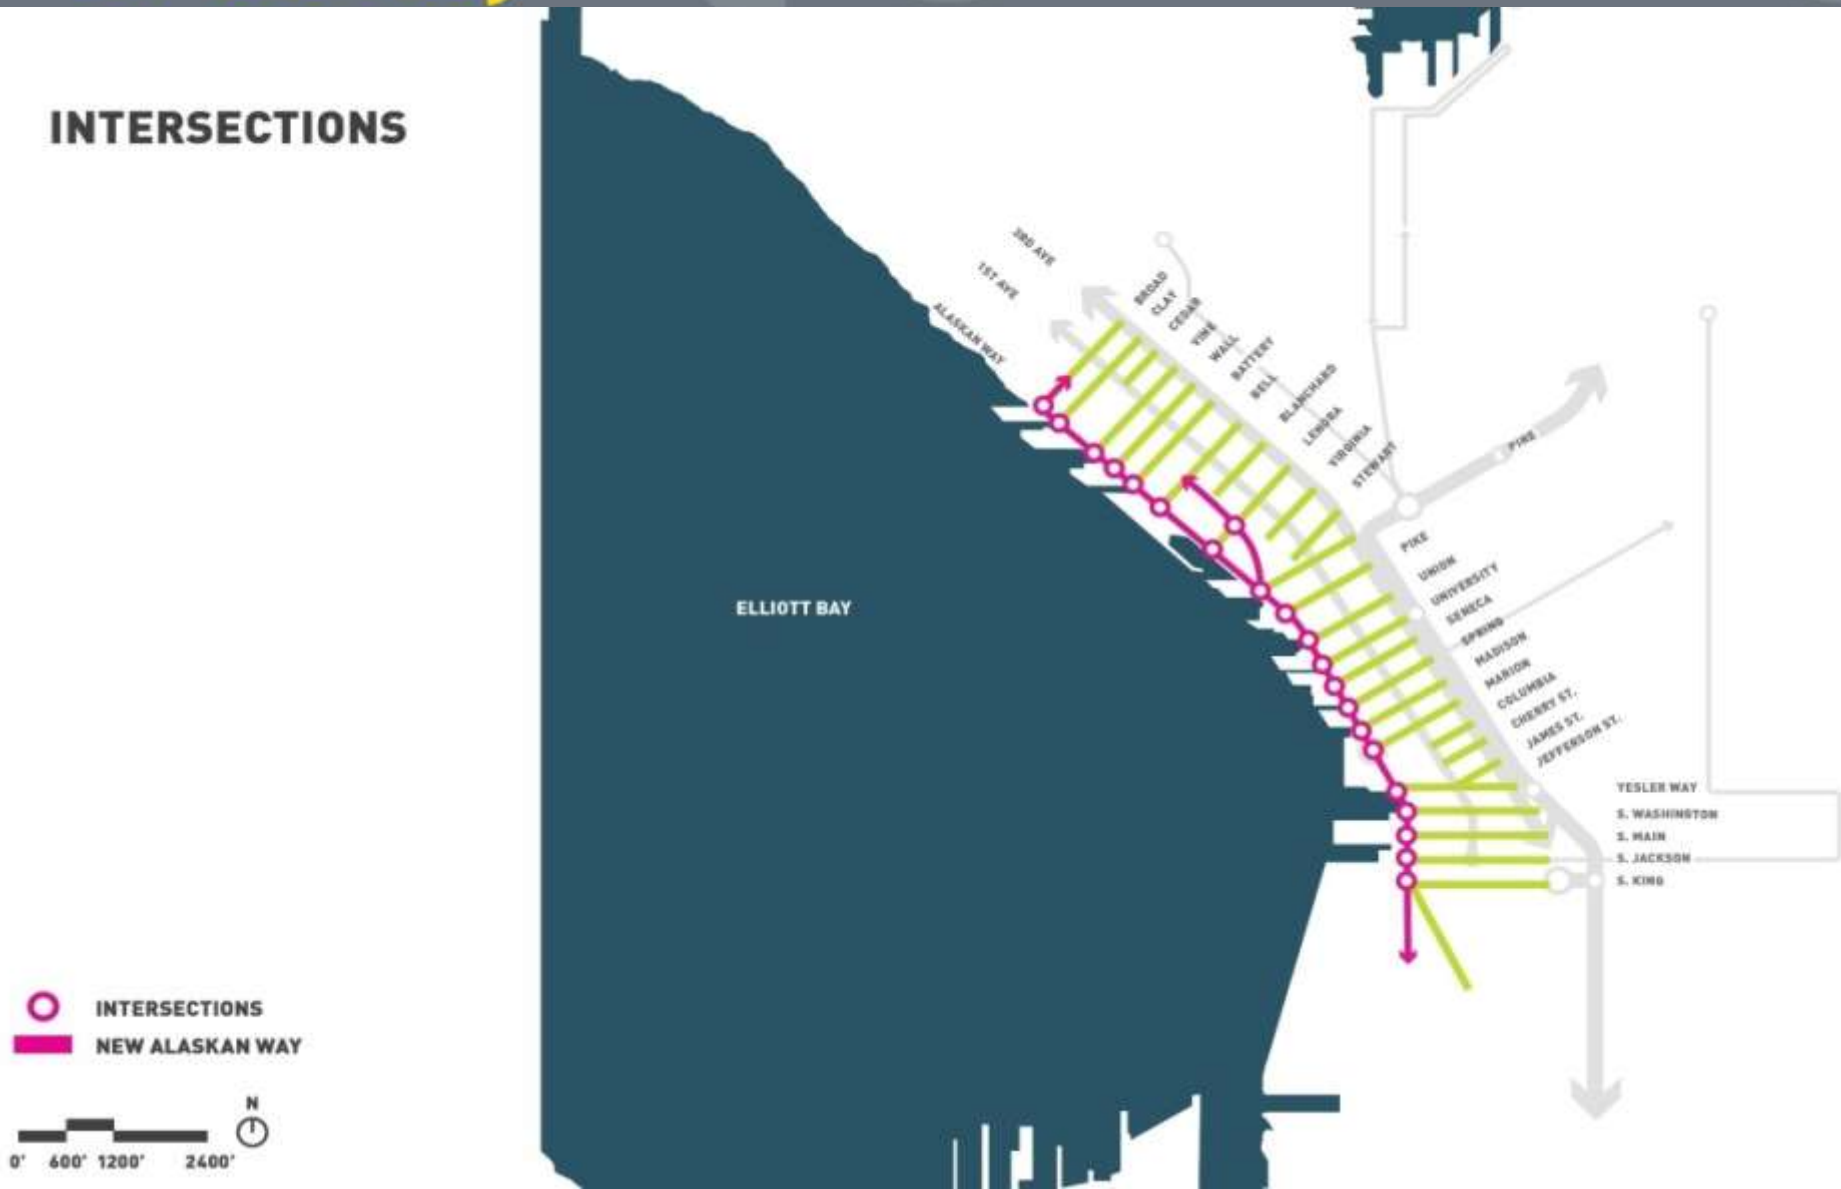 INTERSECTIONS
3RD AVE
1ST AVE
ALASKAN WAY
BROAD
CLAY
CEDAR
VINE
WALL
BATTERY
BELL
BLANCHARD
LENORA
VIRGINIA
STEWART
PINE
PIKE
UNION
UNIVERSITY
SENECA
SPRING
MADISON
MARION
COLUMBIA
CHERRY ST.
JAMES ST.
JEFFERSON ST.
YESLER WAY
S. WASHINGTON
S. MAIN
S. JACKSON
S. KING
ELLIOTT BAY
INTERSECTIONS
NEW ALASKAN WAY
N
0' 600' 1200' 2400'